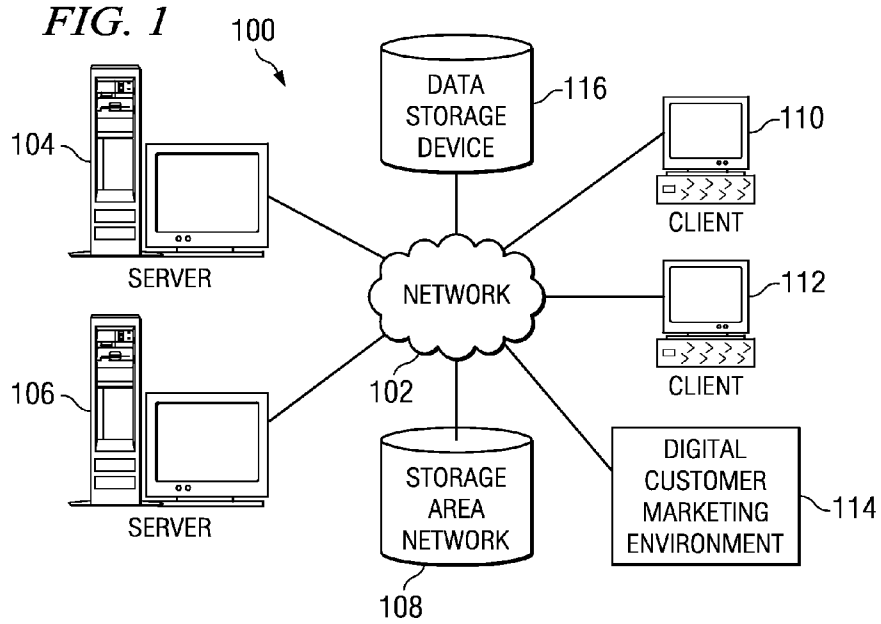 FIG. 1
100
DATA
STORAGE
DEVICE
116
104
SERVER
110
CLIENT
NETWORK
102
112
CLIENT
106
SERVER
STORAGE
AREA
NETWORK
108
DIGITAL
CUSTOMER
MARKETING
ENVIRONMENT
114